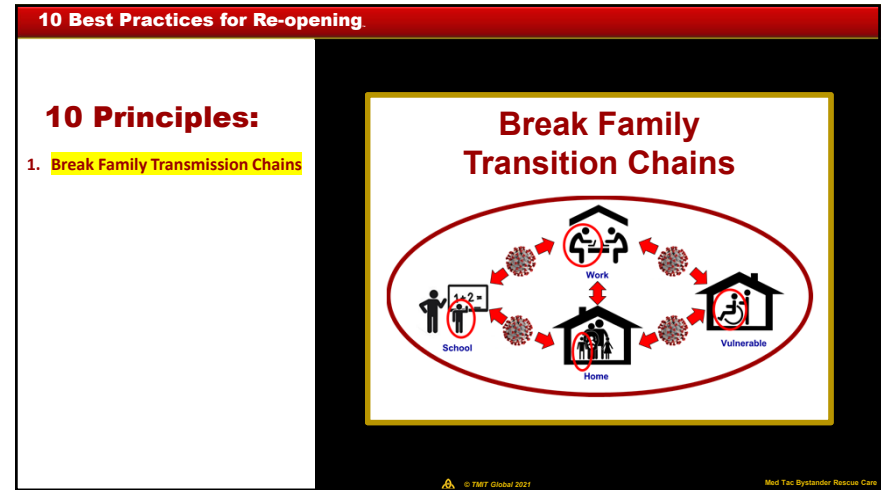 10 Best Practices for Re-opening
10 Principles:
1. Break Family Transmission Chains
Break Family
Transition Chains
Work
1+2=
School
Vulnerable
Home
© TMIT Global 2021
Med Tac Bystander Rescue Care